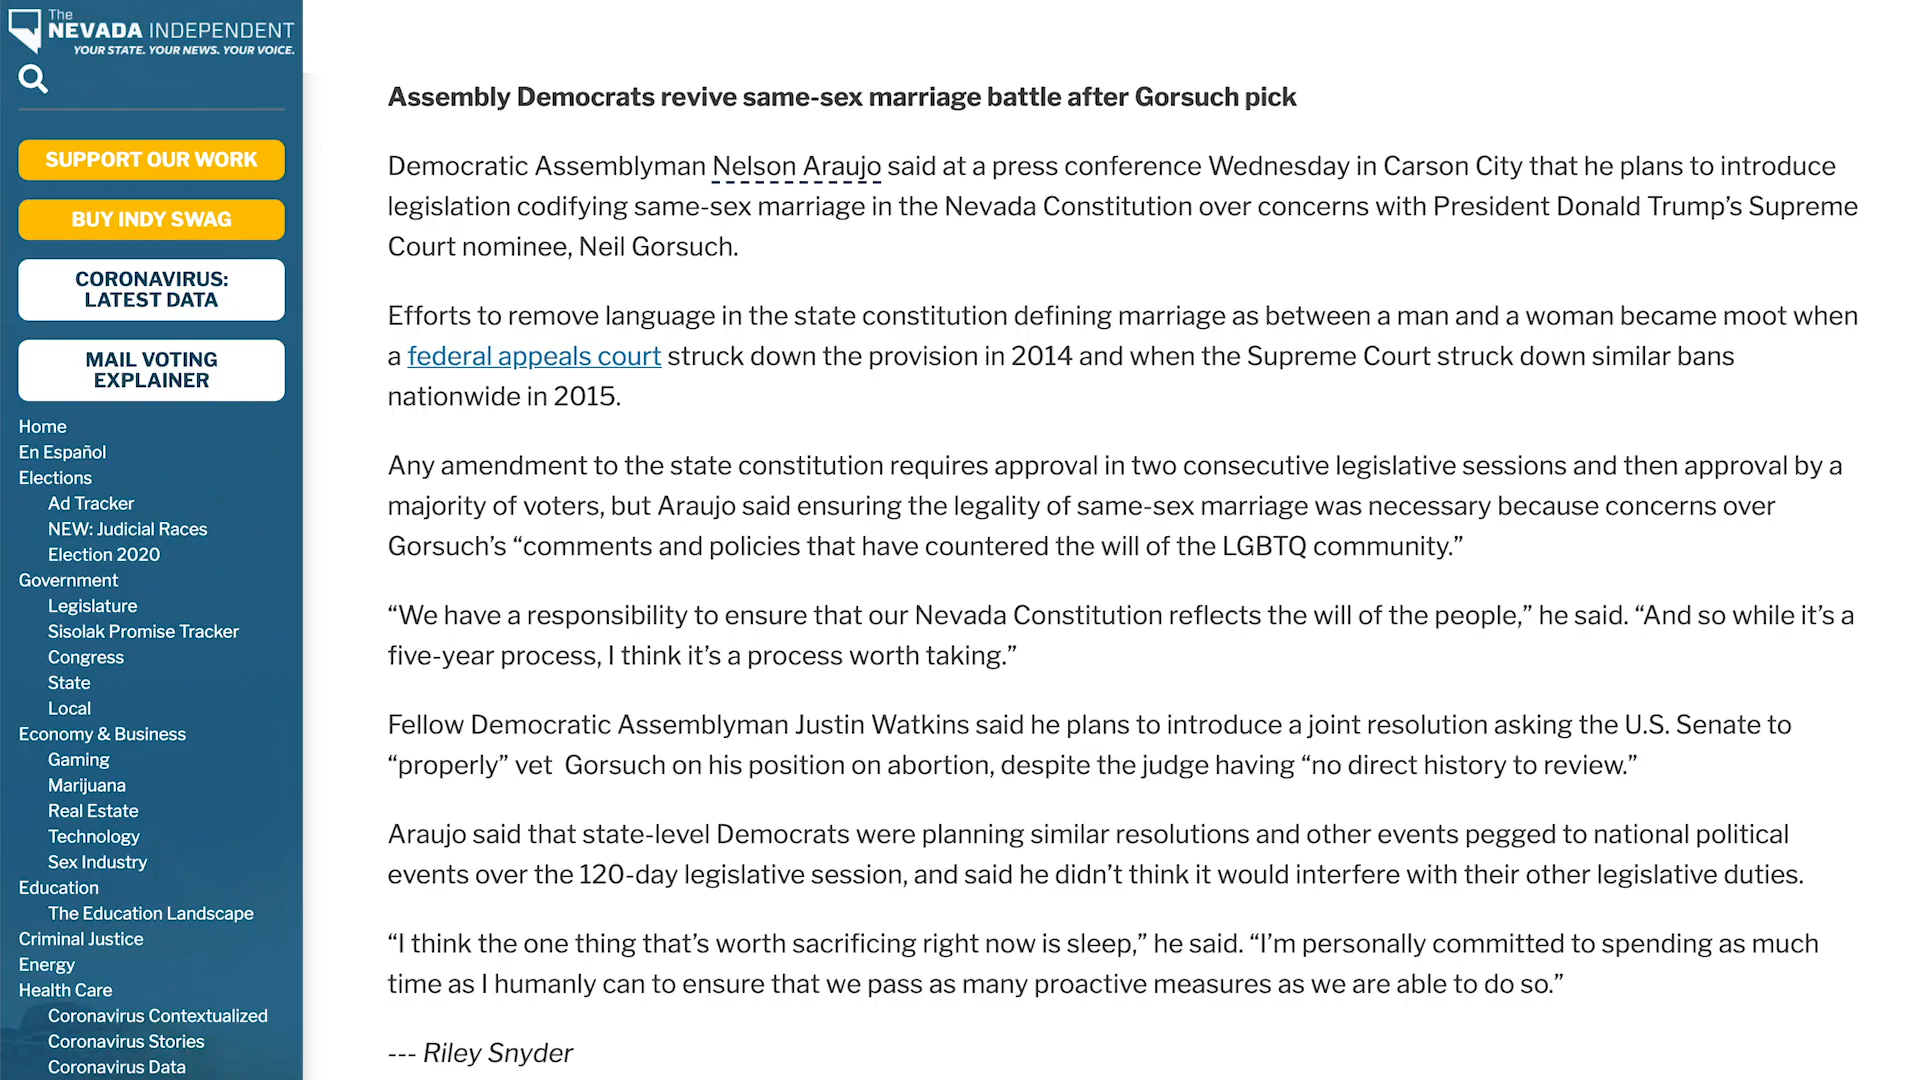 The
NEVADA INDEPENDENT
YOUR STATE. YOUR NEWS. YOUR VOICE.
SUPPORT OUR WORK
BUY INDY SWAG
CORONAVIRUS:
LATEST DATA
MAIL VOTING
EXPLAINER
Home
En Español
Elections
Ad Tracker
NEW: Judicial Races
Election 2020
Government
Legislature
Sisolak Promise Tracker
Congress
State
Local
Economy & Business
Gaming
Marijuana
Real Estate
Technology
Sex Industry
Education
The Education Landscape
Criminal Justice
Energy
Health Care
Coronavirus Contextualized
Coronavirus Stories
Coronavirus Data
Assembly Democrats revive same-sex marriage battle after Gorsuch pick
Democratic Assemblyman Nelson Araujo said at a press conference Wednesday in Carson City that he plans to introduce
legislation codifying same-sex marriage in the Nevada Constitution over concerns with President Donald Trump’s Supreme
Court nominee, Neil Gorsuch.
Efforts to remove language in the state constitution defining marriage as between a man and a woman became moot when
a federal appeals court struck down the provision in 2014 and when the Supreme Court struck down similar bans
nationwide in 2015.
Any amendment to the state constitution requires approval in two consecutive legislative sessions and then approval by a
majority of voters, but Araujo said ensuring the legality of same-sex marriage was necessary because concerns over
Gorsuch’s “comments and policies that have countered the will of the LGBTQ community.”
“We have a responsibility to ensure that our Nevada Constitution reflects the will of the people,” he said. “And so while it’s a
five-year process, I think it’s a process worth taking.”
Fellow Democratic Assemblyman Justin Watkins said he plans to introduce a joint resolution asking the U.S. Senate to
“properly” vet  Gorsuch on his position on abortion, despite the judge having “no direct history to review.”
Araujo said that state-level Democrats were planning similar resolutions and other events pegged to national political
events over the 120-day legislative session, and said he didn’t think it would interfere with their other legislative duties.
“I think the one thing that’s worth sacrificing right now is sleep,” he said. “I’m personally committed to spending as much
time as I humanly can to ensure that we pass as many proactive measures as we are able to do so.”
--- Riley Snyder